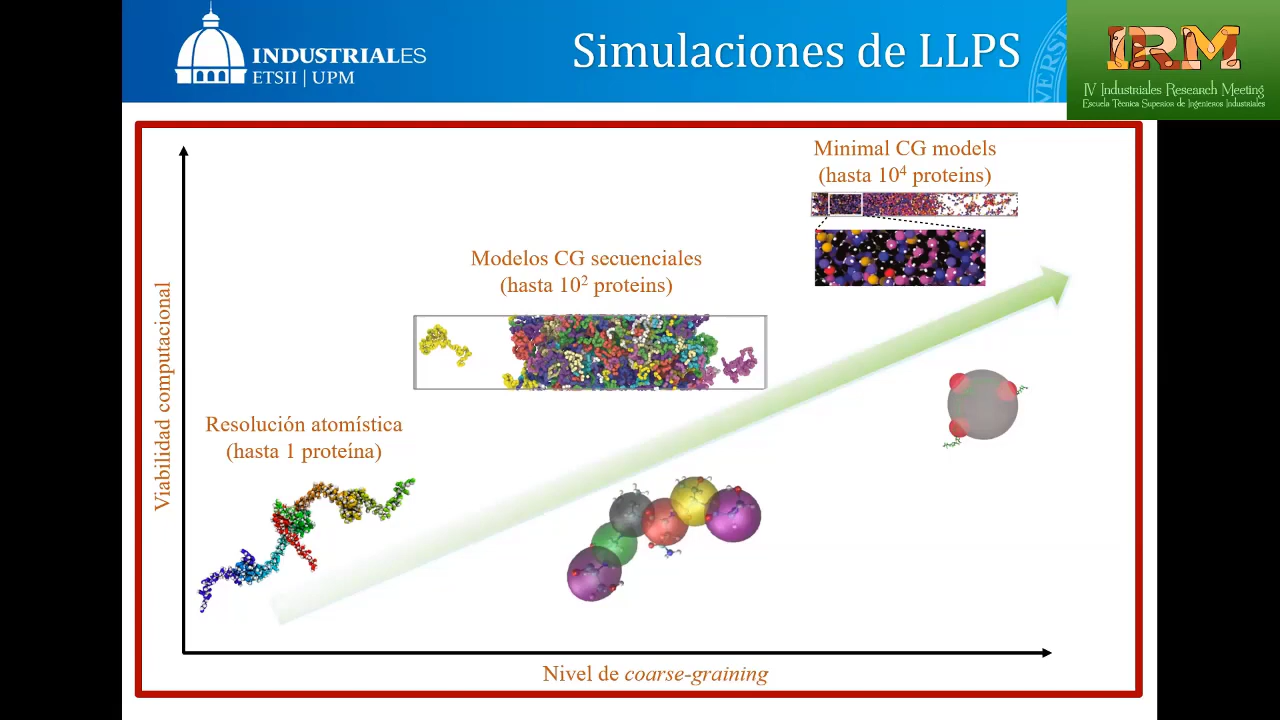 INDUSTRIALES
ETSII | UPM
Simulaciones de LLPS
IRM
IV Industriales Research Meeting
Escuela Técnica Superior de Ingenieros Industriales
Minimal CG models
(hasta 10⁴ proteins)
Modelos CG secuenciales
(hasta 10² proteins)
Resolución atomística
(hasta 1 proteína)
Viabilidad computacional
Nivel de coarse-graining